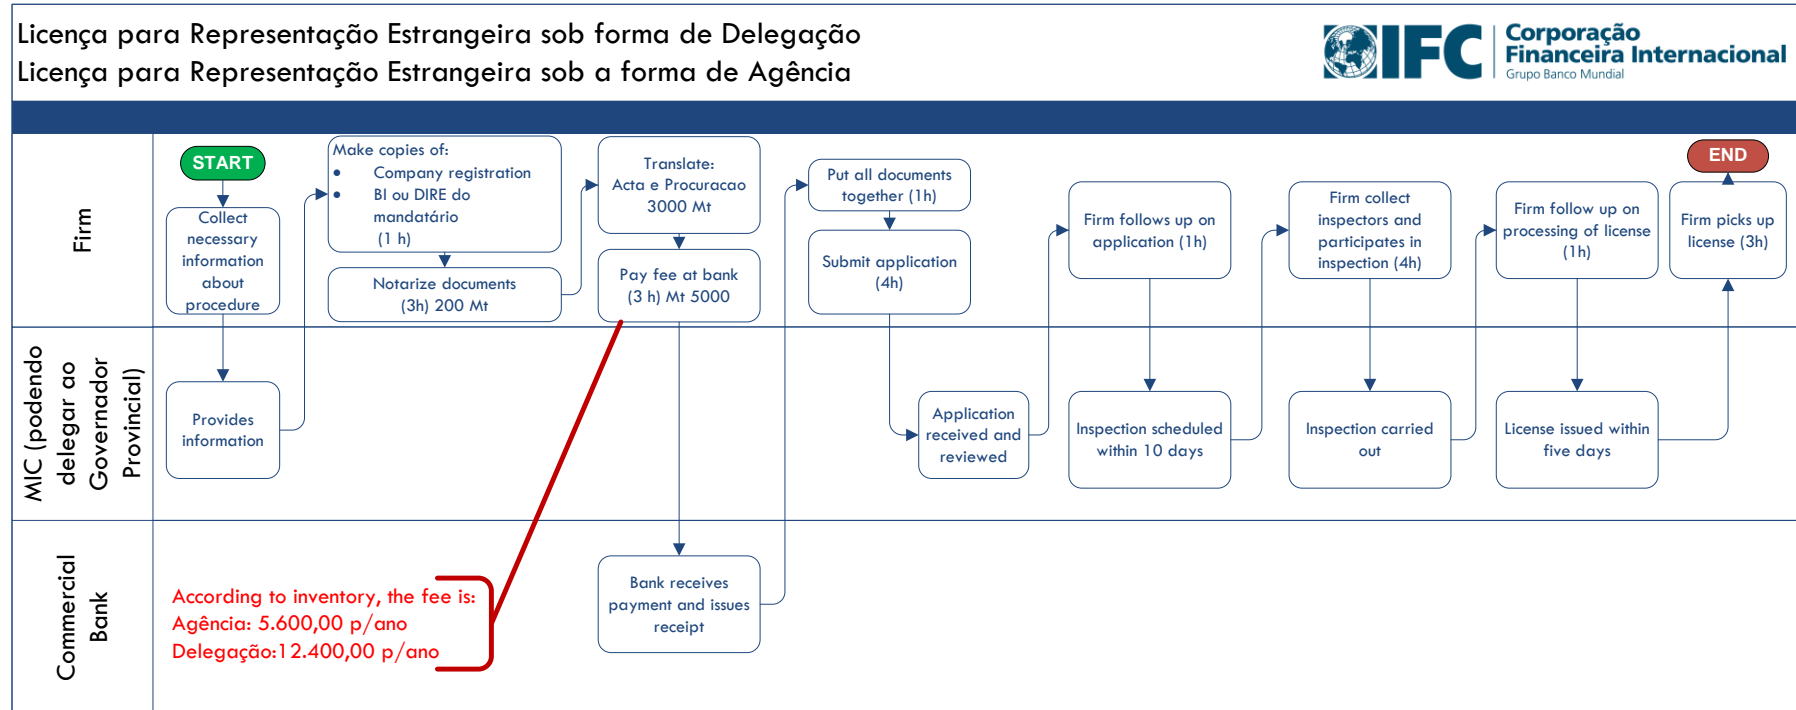 Licença para Representação Estrangeira sob forma de Delegação
Licença para Representação Estrangeira sob a forma de Agência
IFC
Corporação
Financeira Internacional
Grupo Banco Mundial
Firm
START
Collect
necessary
information
about
procedure
Make copies of:
• Company registration
• BI ou DIRE do
mandatário
(1 h)
Notarize documents
(3h) 200 Mt
Translate:
Acta e Procuracao
3000 Mt
Pay fee at bank
(3 h) Mt 5000
Put all documents
together (1h)
Submit application
(4h)
Firm follows up on
application (1h)
Firm collect
inspectors and
participates in
inspection (4h)
Firm follow up on
processing of license
(1h)
END
Firm picks up
license (3h)
MIC (podendo
delegar ao
Governador
Provincial)
Provides
information
Application
received and
reviewed
Inspection scheduled
within 10 days
Inspection carried
out
License issued within
five days
Commercial
Bank
According to inventory, the fee is:
Agência: 5.600,00 p/ano
Delegação:12.400,00 p/ano
Bank receives
payment and issues
receipt